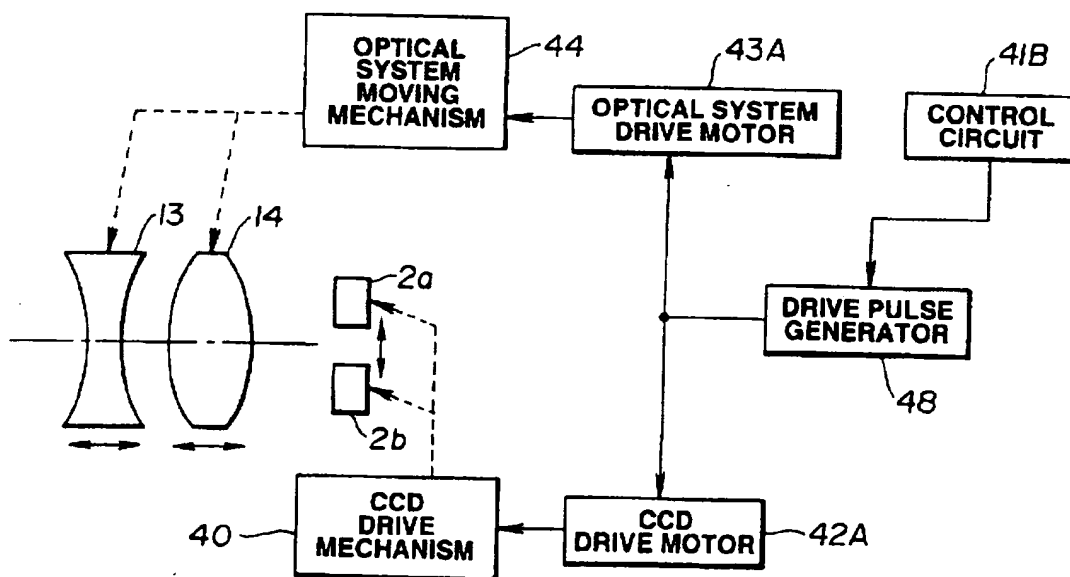 44
OPTICAL
SYSTEM
MOVING
MECHANISM
43A
OPTICAL SYSTEM
DRIVE MOTOR
41B
CONTROL
CIRCUIT
13
14
2a
2b
DRIVE PULSE
GENERATOR
48
CCD
DRIVE
MECHANISM
40
CCD
DRIVE MOTOR
42A